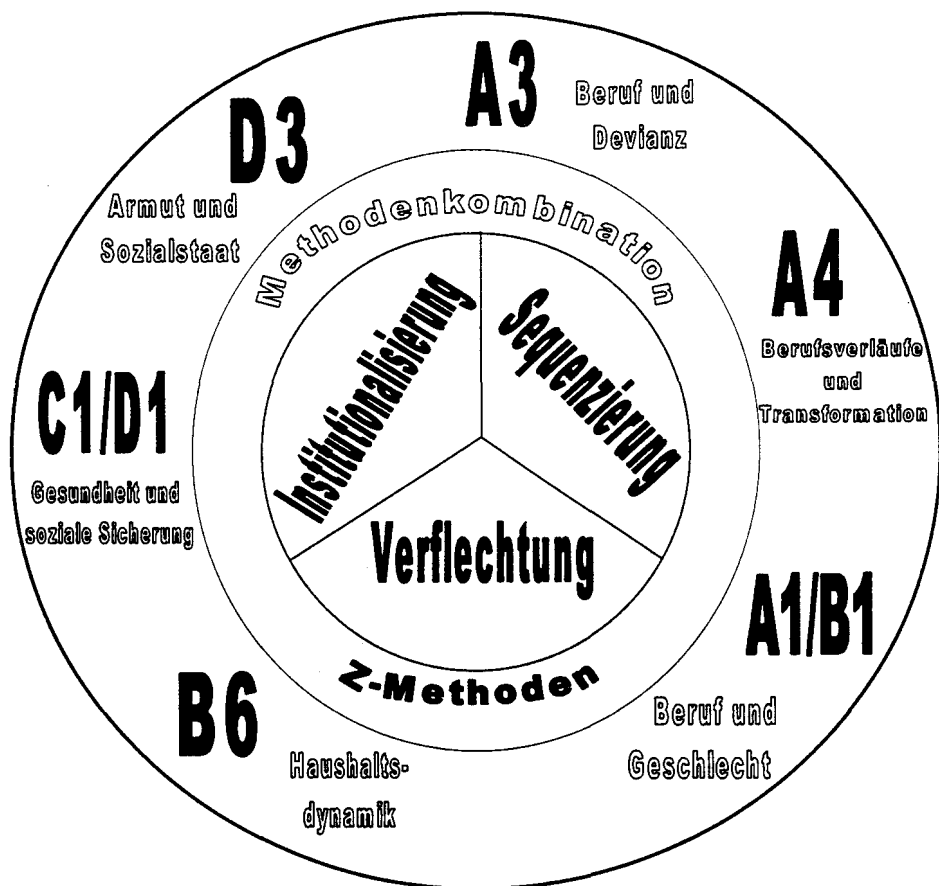 A3
Beruf und
Devianz
D3
Armut und
Sozialstaat
Methodenkombination
A4
Berufsverläufe
und
Transformation
Institutionalisierung
Sequenzierung
C1/D1
Gesundheit und
soziale Sicherung
Verflechtung
A1/B1
Beruf und
Geschlecht
Z-Methoden
B6
Haushalts-
dynamik